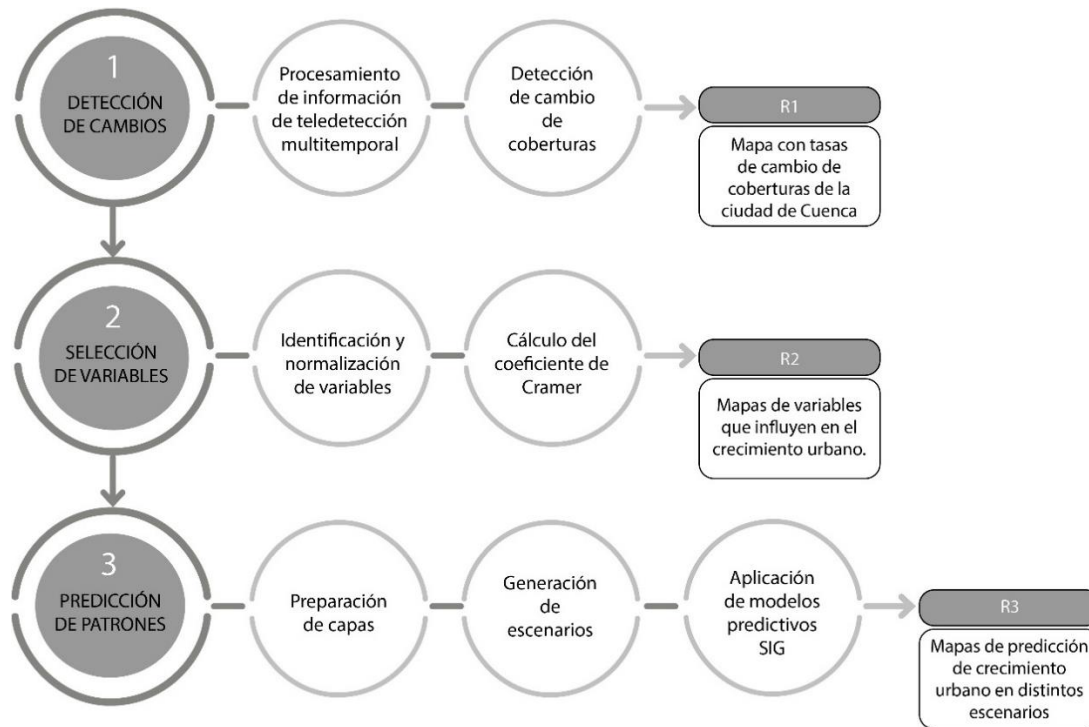 1
DETECCIÓN
DE CAMBIOS
Procesamiento
de información
de teledetección
multitemporal
Detección
de cambio
de
coberturas
R1
Mapa con tasas
de cambio de
coberturas de la
ciudad de Cuenca
2
SELECCIÓN
DE VARIABLES
Identificación y
normalización
de variables
Cálculo del
coeficiente de
Cramer
R2
Mapas de variables
que influyen en el
crecimiento urbano.
3
PREDICCIÓN
DE PATRONES
Preparación
de capas
Generación
de
escenarios
Aplicación
de modelos
predictivos
SIG
R3
Mapas de predicción
de crecimiento
urbano en distintos
escenarios